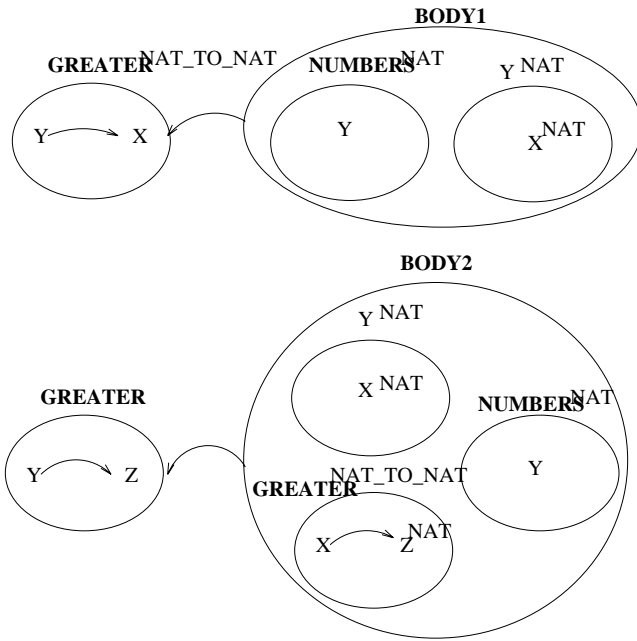 BODY1
GREATER NAT_TO_NAT
NUMBERS NAT
Y NAT
Y X
Y
X NAT
BODY2
Y NAT
X NAT
GREATER
NUMBERS NAT
Y Z
Y
GREATER NAT_TO_NAT
X Z NAT